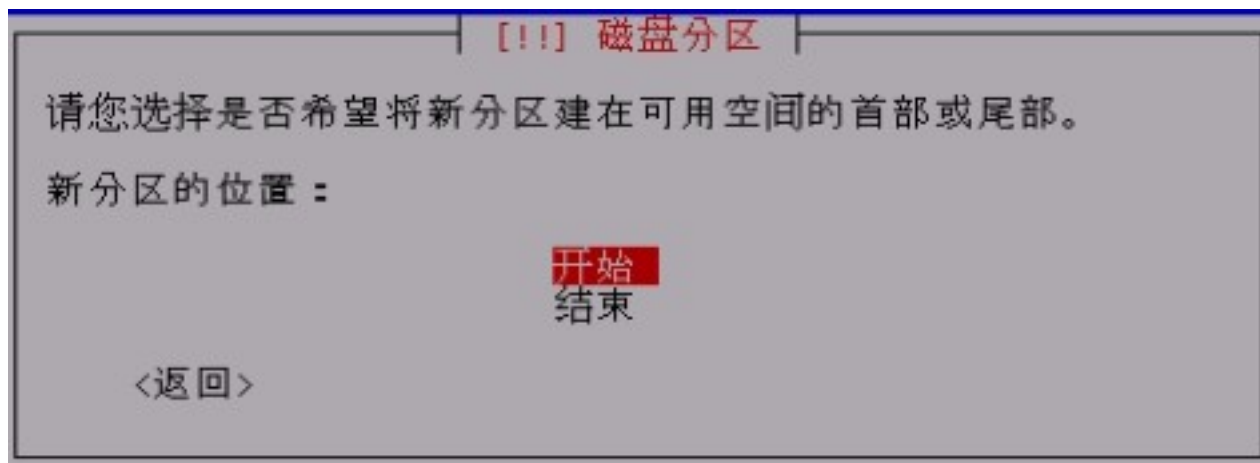 [!!] 磁盘分区
请您选择是否希望将新分区建在可用空间的首部或尾部。
新分区的位置：
开始
结束
<返回>